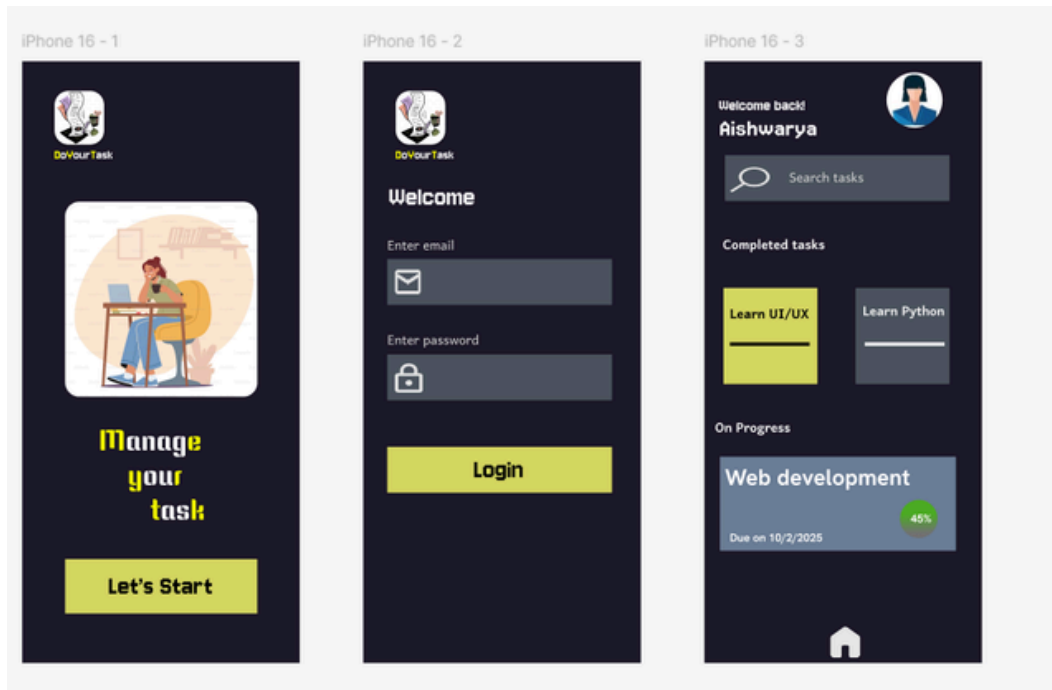 iPhone 16 - 1
DoYourTask
Manage
your
task
Let's Start
iPhone 16 - 2
DoYourTask
Welcome
Enter email
Enter password
Login
iPhone 16 - 3
Welcome back!
Aishwarya
Search tasks
Completed tasks
Learn UI/UX
Learn Python
On Progress
Web development
45%
Due on 10/2/2025